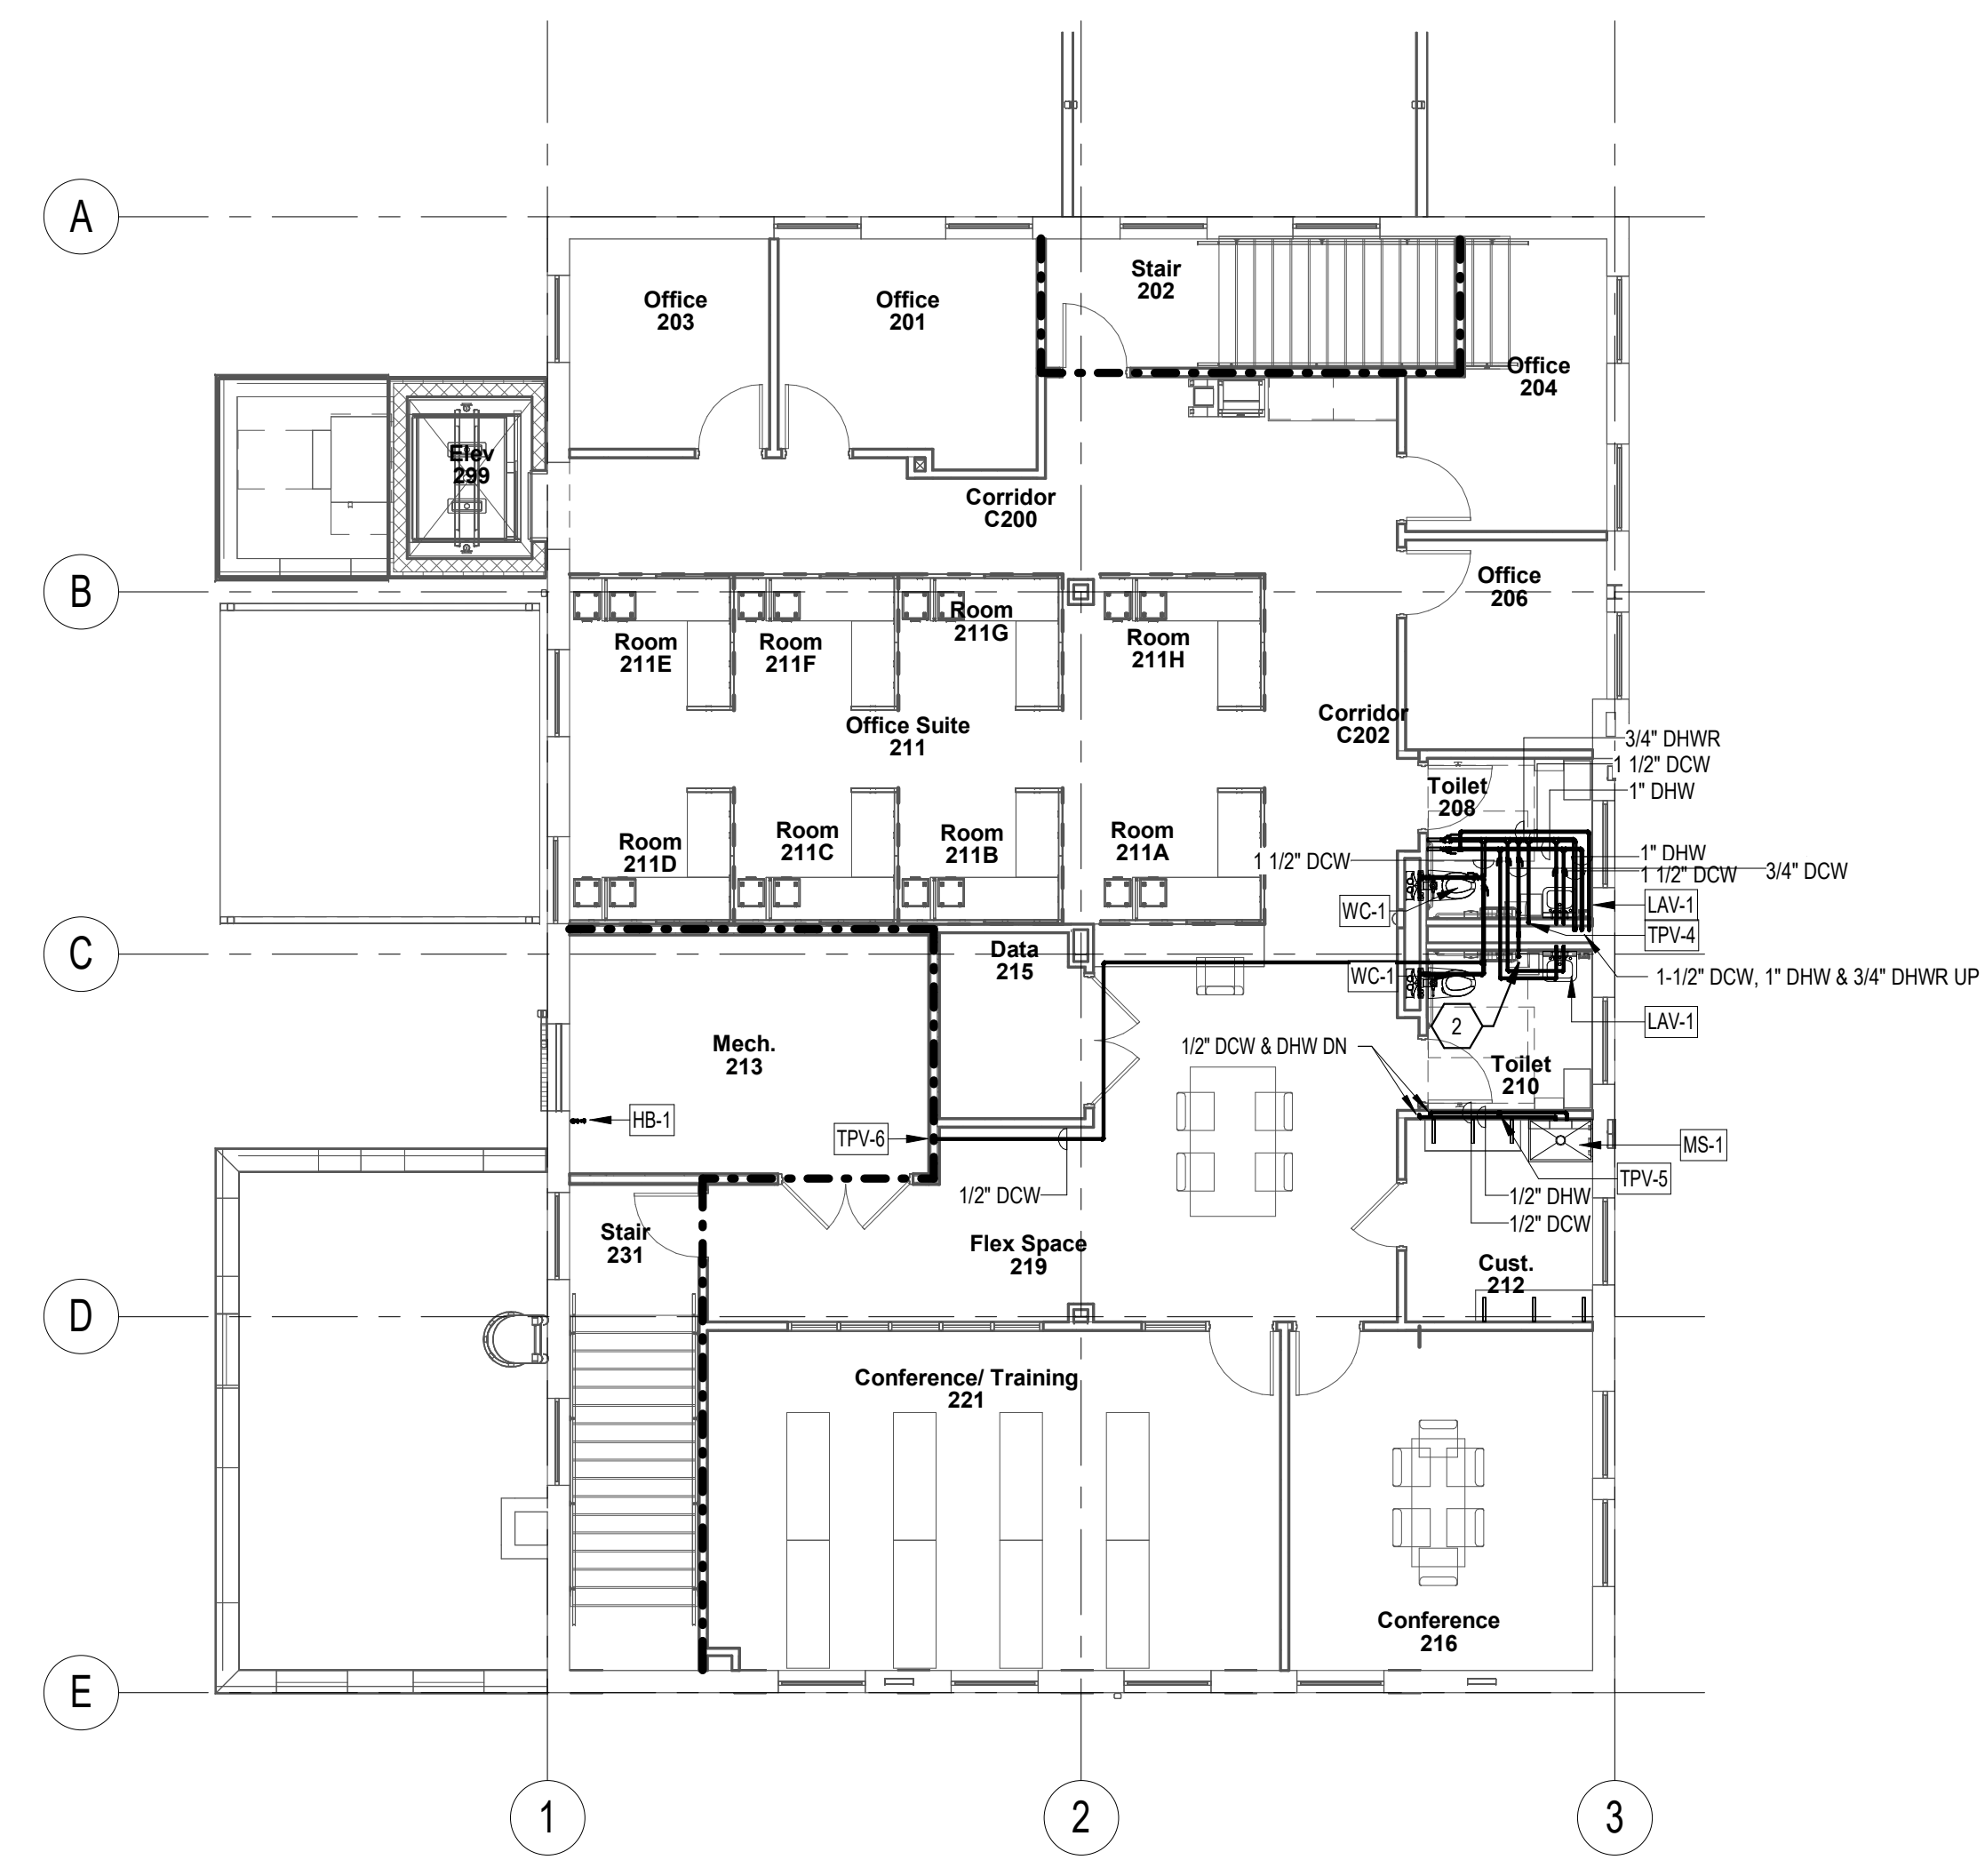 A
Stair
202
Office
203
Office
201
Office
204
Elev
299
Corridor
C200
B
Office
206
Room
211G
Room
211E
Room
211F
Room
211H
Corridor
C202
Office Suite
211
3/4" DHWR
1 1/2" DCW
1" DHW
Toilet
208
Room
211D
Room
211C
Room
211B
Room
211A
1 1/2" DCW
1" DHW
1 1/2" DCW
3/4" DCW
WC-1
LAV-1
TPV-4
C
Data
215
WC-1
1-1/2" DCW, 1" DHW & 3/4" DHWR UP
LAV-1
2
Mech.
213
1/2" DCW & DHW DN
Toilet
210
HB-1
TPV-6
MS-1
TPV-5
1/2" DCW
1/2" DHW
1/2" DCW
Stair
231
Flex Space
219
Cust.
212
D
Conference/ Training
221
Conference
216
E
1
2
3